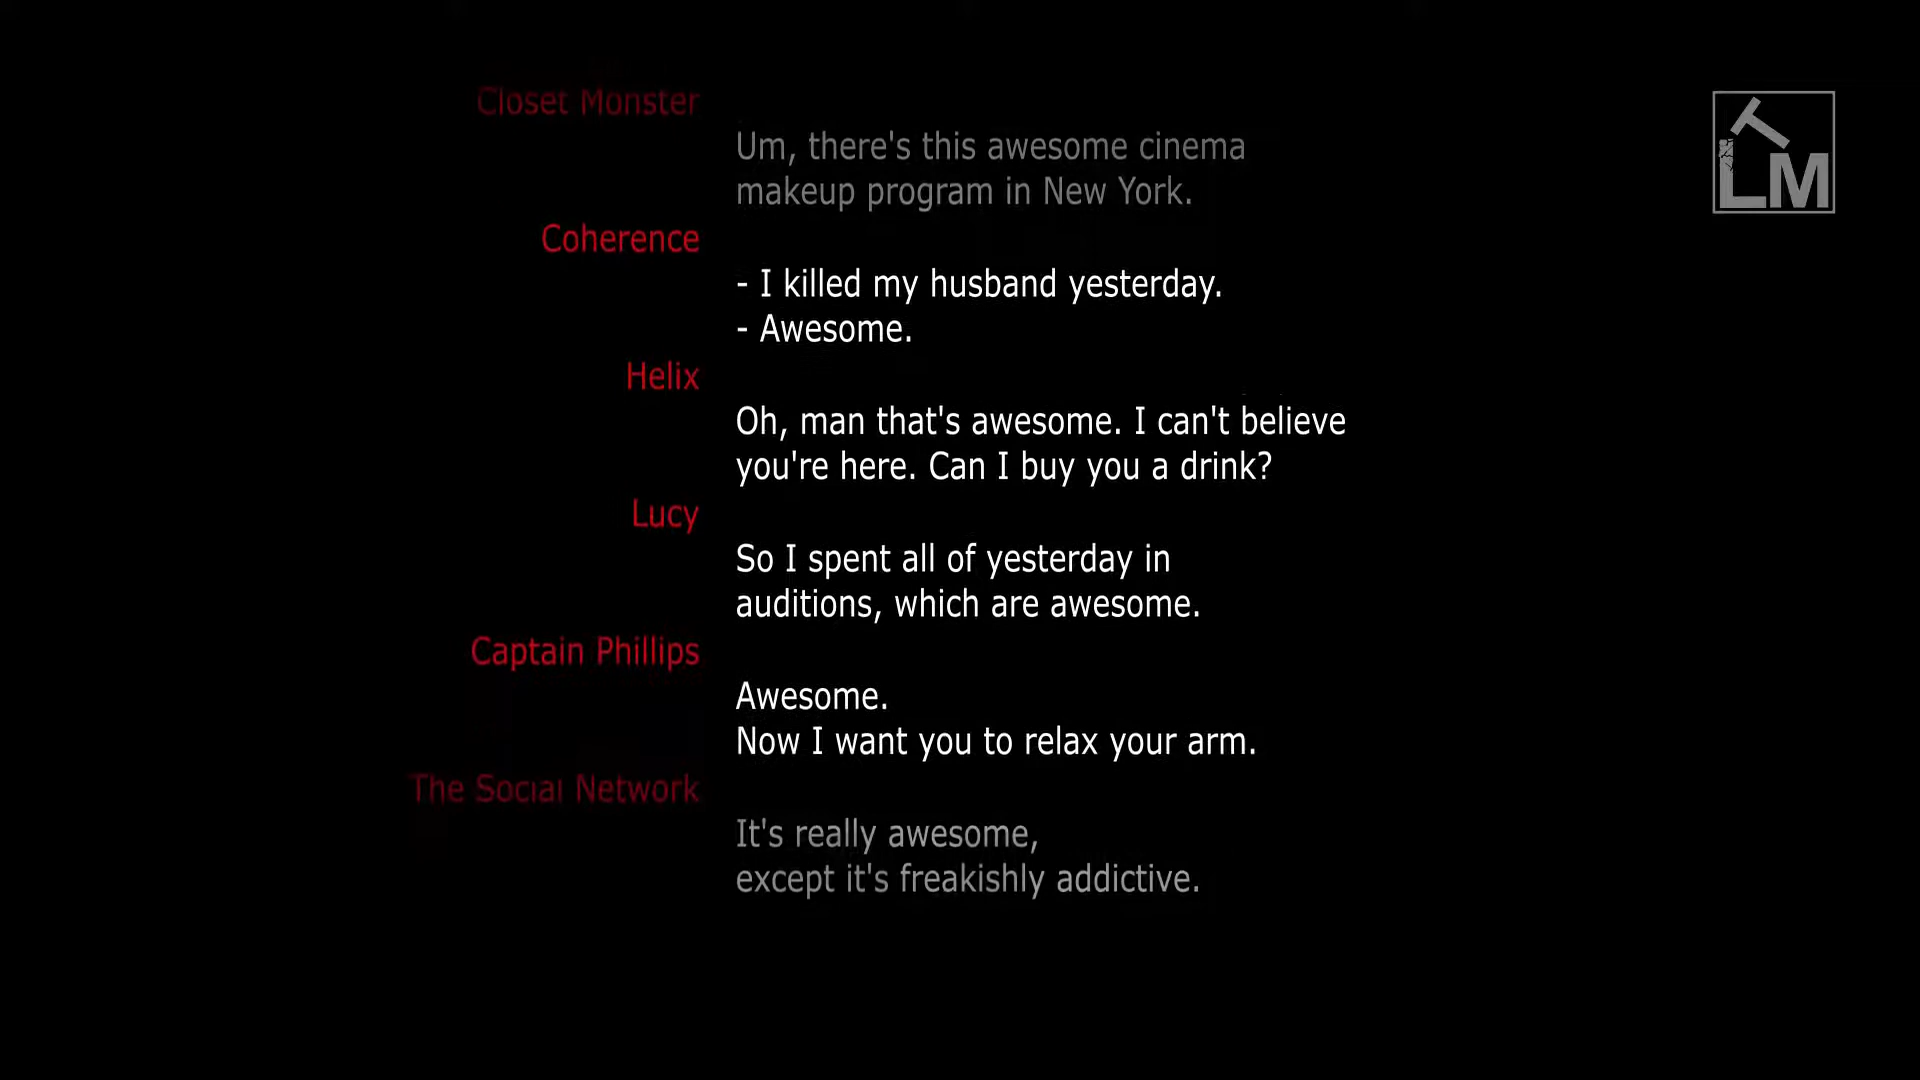 Closet Monster
Um, there's this awesome cinema
makeup program in New York.
Coherence
- I killed my husband yesterday.
- Awesome.
Helix
Oh, man that's awesome. I can't believe
you're here. Can I buy you a drink?
Lucy
So I spent all of yesterday in
auditions, which are awesome.
Captain Phillips
Awesome.
Now I want you to relax your arm.
The Social Network
It's really awesome,
except it's freakishly addictive.
TLM